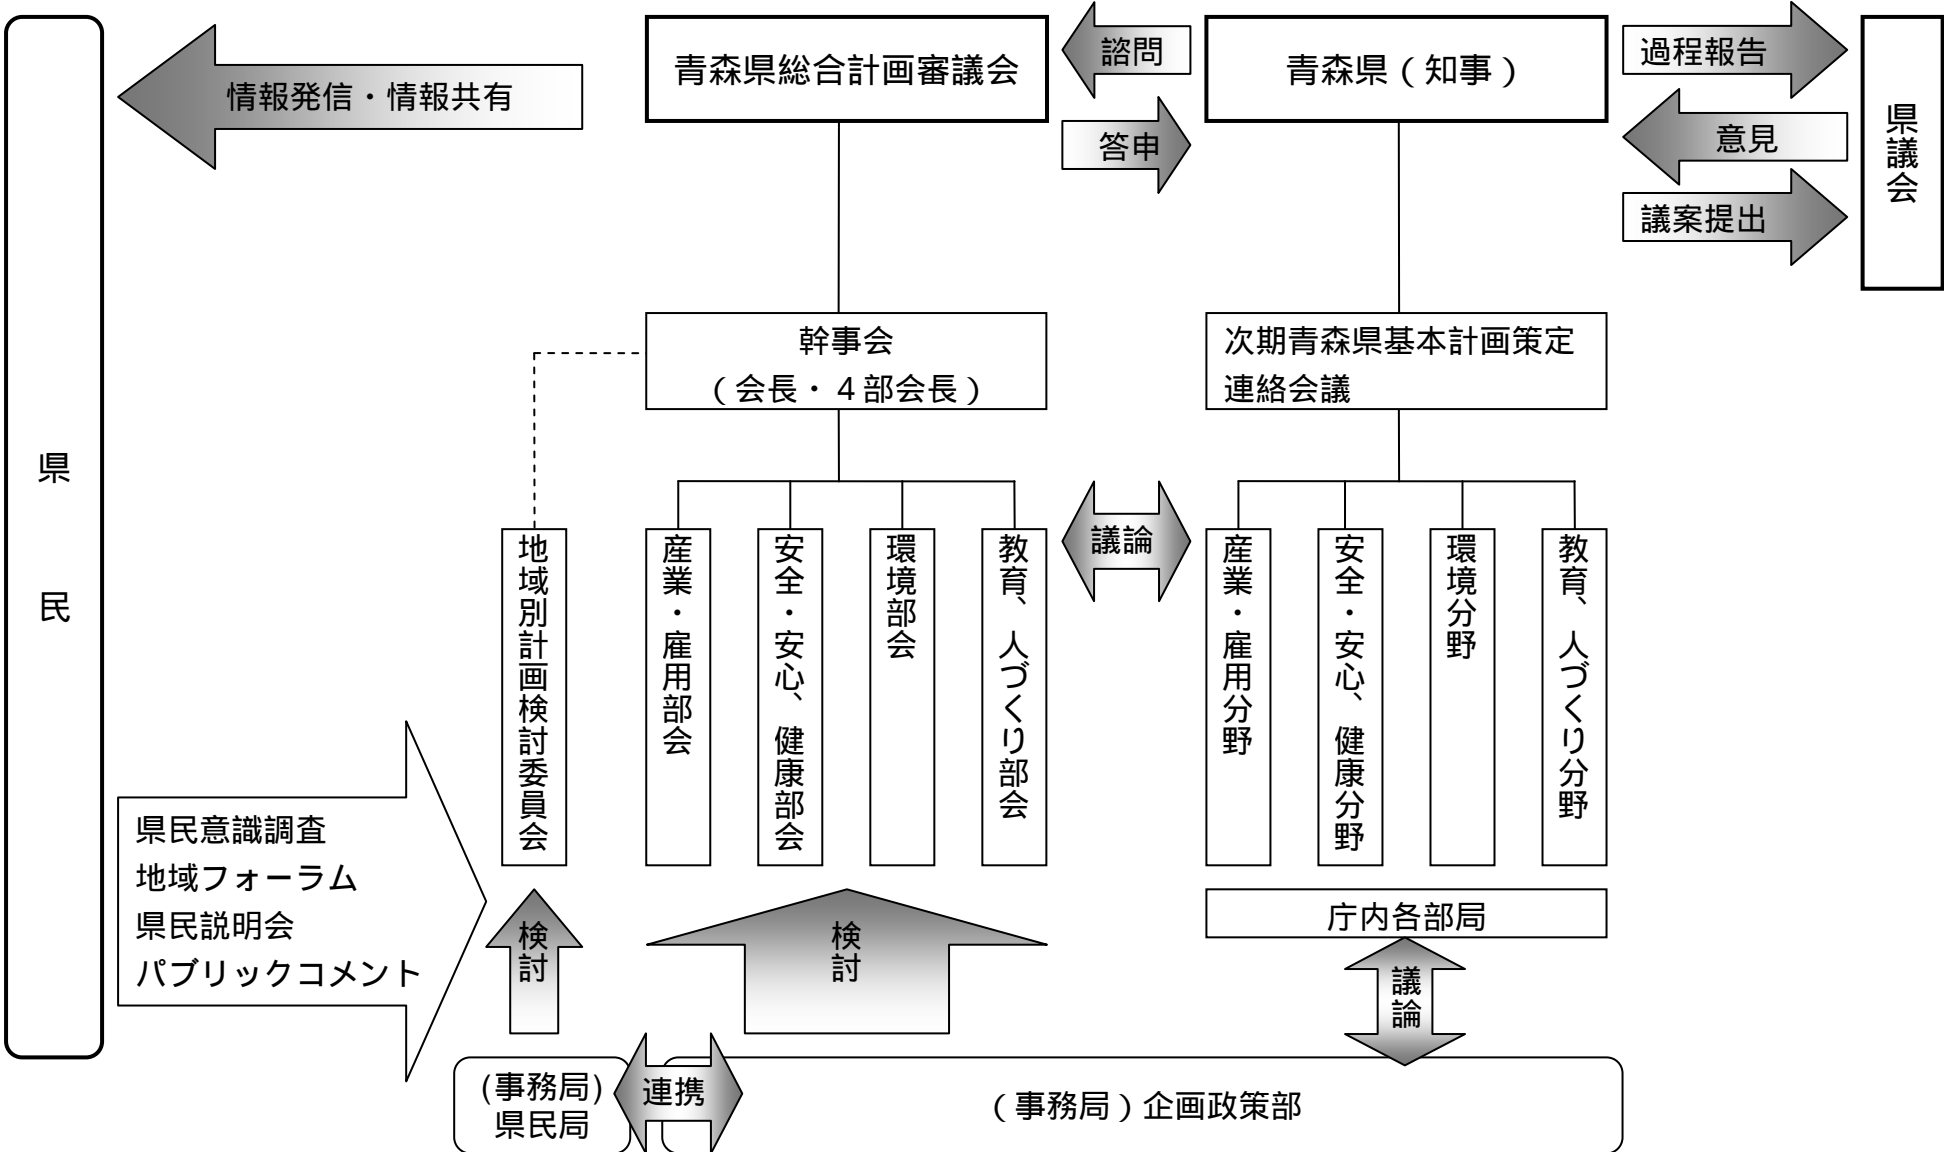 県民
情報発信・情報共有
青森県総合計画審議会
諮問
答申
青森県（知事）
過程報告
意見
議案提出
県議会
幹事会
（会長・４部会長）
次期青森県基本計画策定
連絡会議
地域別計画検討委員会
産業・雇用部会
安全・安心、健康部会
環境部会
教育、人づくり部会
議論
産業・雇用分野
安全・安心、健康分野
環境分野
教育、人づくり分野
県民意識調査
地域フォーラム
県民説明会
パブリックコメント
検討
検討
庁内各部局
議論
(事務局)
県民局
連携
（事務局）企画政策部